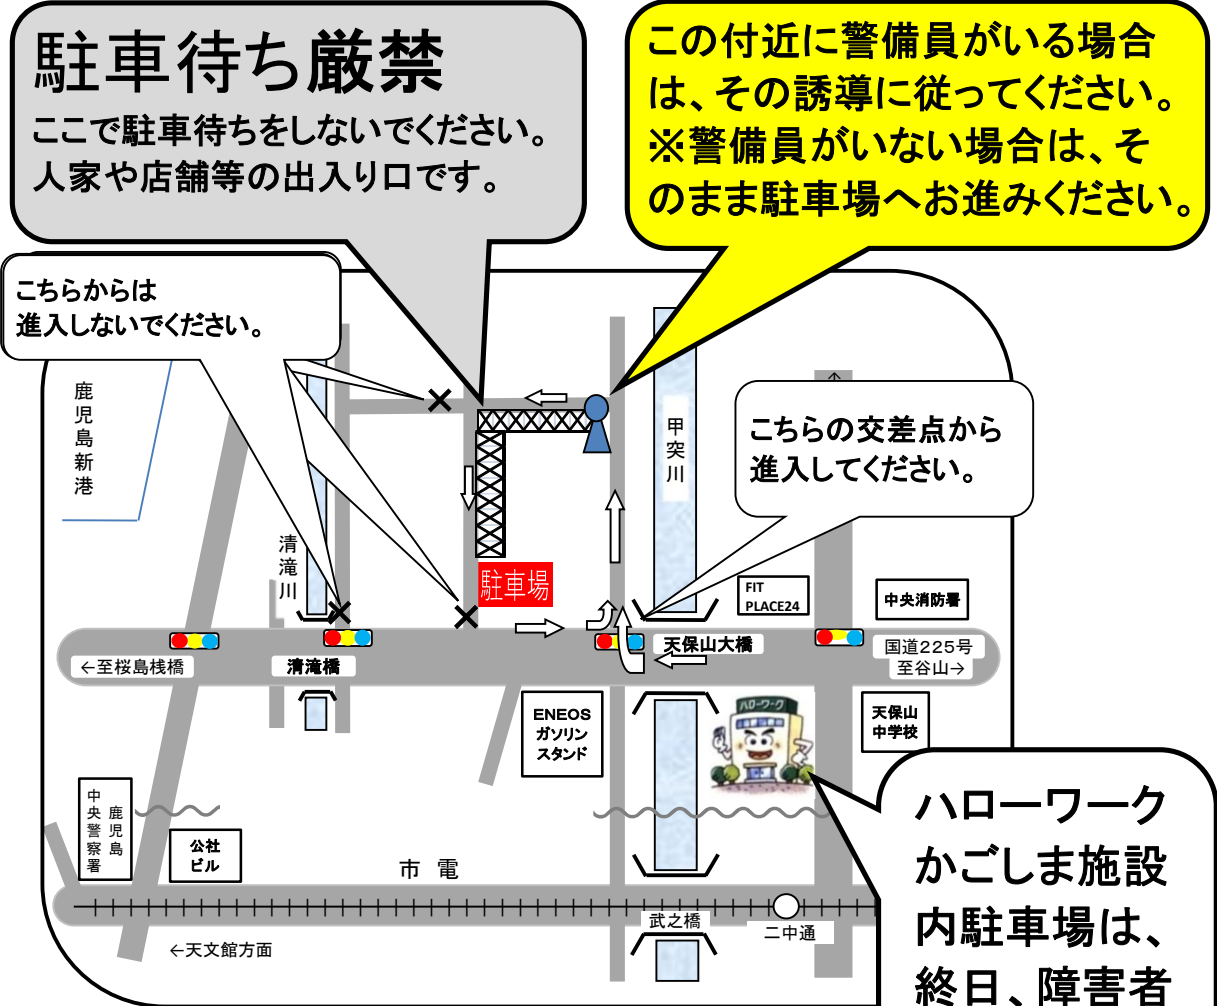 駐車待ち厳禁
ここで駐車待ちをしないでください。
人家や店舗等の出入り口です。
この付近に警備員がいる場合
は、その誘導に従ってください。
※警備員がいない場合は、そ
のまま駐車場へお進みください。
こちらからは
進入しないでください。
鹿児島新港
甲突川
こちらの交差点から
進入してください。
清滝川
駐車場
FIT
PLACE24
中央消防署
天保山大橋
国道225号
至谷山→
←至桜島桟橋
清滝橋
ENEOS
ガソリン
スタンド
ハローワーク
天保山
中学校
鹿児島
中央警察署
公社
ビル
市電
武之橋
二中通
←天文館方面
ハローワーク
かごしま施設
内駐車場は、
終日、障害者